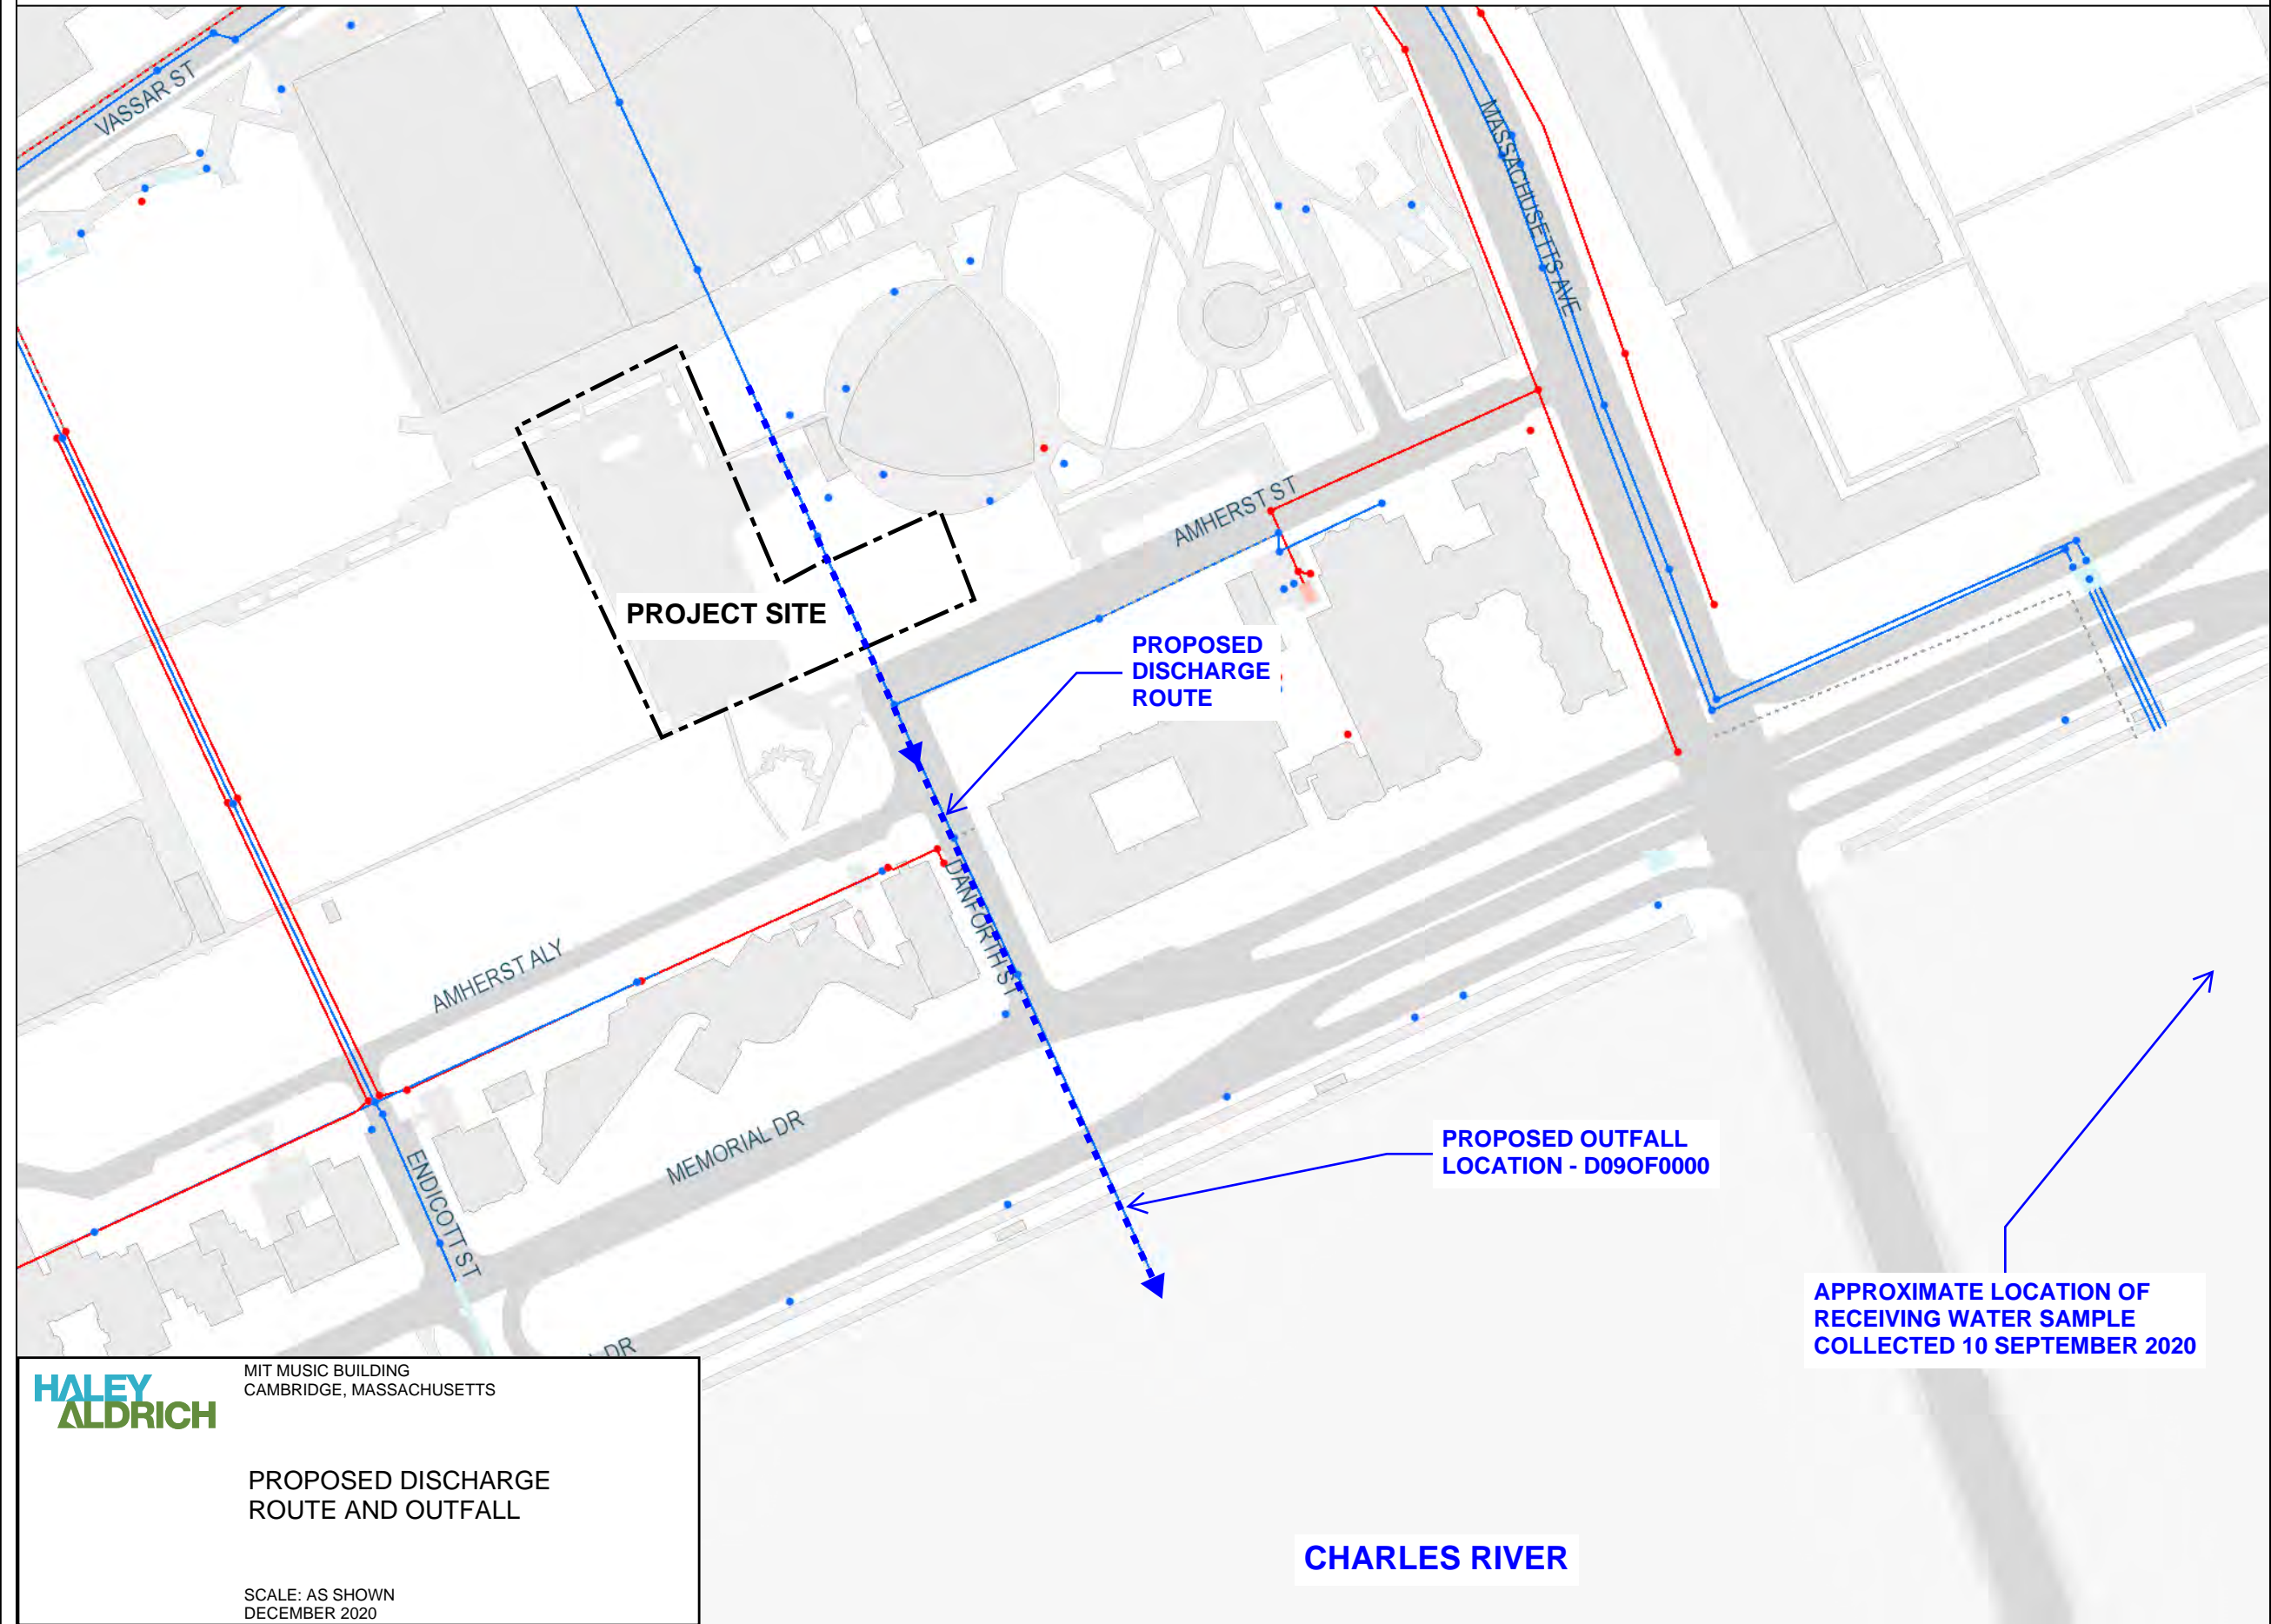 VASSAR ST
MASSACHUSETTS AVE
AMHERST ST
PROJECT SITE
PROPOSED
DISCHARGE
ROUTE
DANFORTH ST
AMHERST ALY
MEMORIAL DR
ENDICOTT ST
PROPOSED OUTFALL
LOCATION - D09OF0000
APPROXIMATE LOCATION OF
RECEIVING WATER SAMPLE
COLLECTED 10 SEPTEMBER 2020
DR
CHARLES RIVER
HALEY
ALDRICH
MIT MUSIC BUILDING
CAMBRIDGE, MASSACHUSETTS
PROPOSED DISCHARGE
ROUTE AND OUTFALL
SCALE: AS SHOWN
DECEMBER 2020